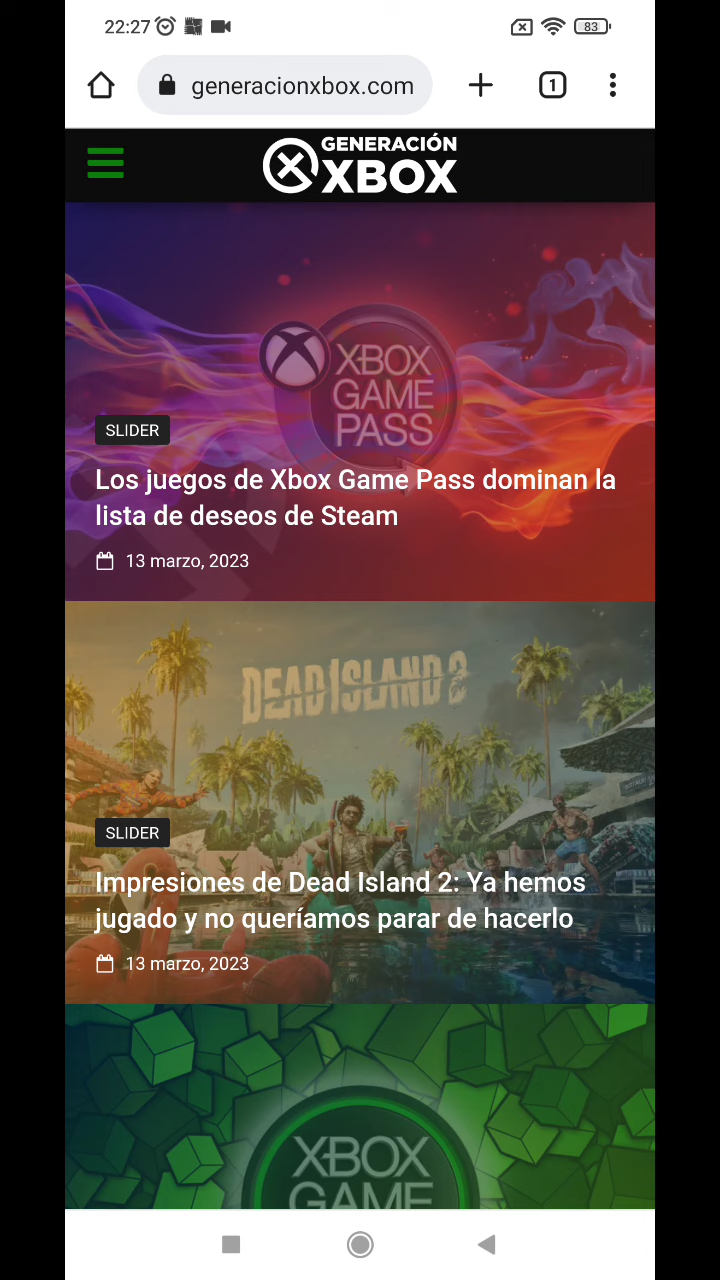 22:27
83
generacionxbox.com
1
GENERACIÓN
XBOX
XBOX
GAME
PASS
SLIDER
Los juegos de Xbox Game Pass dominan la
lista de deseos de Steam
13 marzo, 2023
DEAD ISLAND 2
SLIDER
Impresiones de Dead Island 2: Ya hemos
jugado y no queríamos parar de hacerlo
13 marzo, 2023
XBOX
GAME